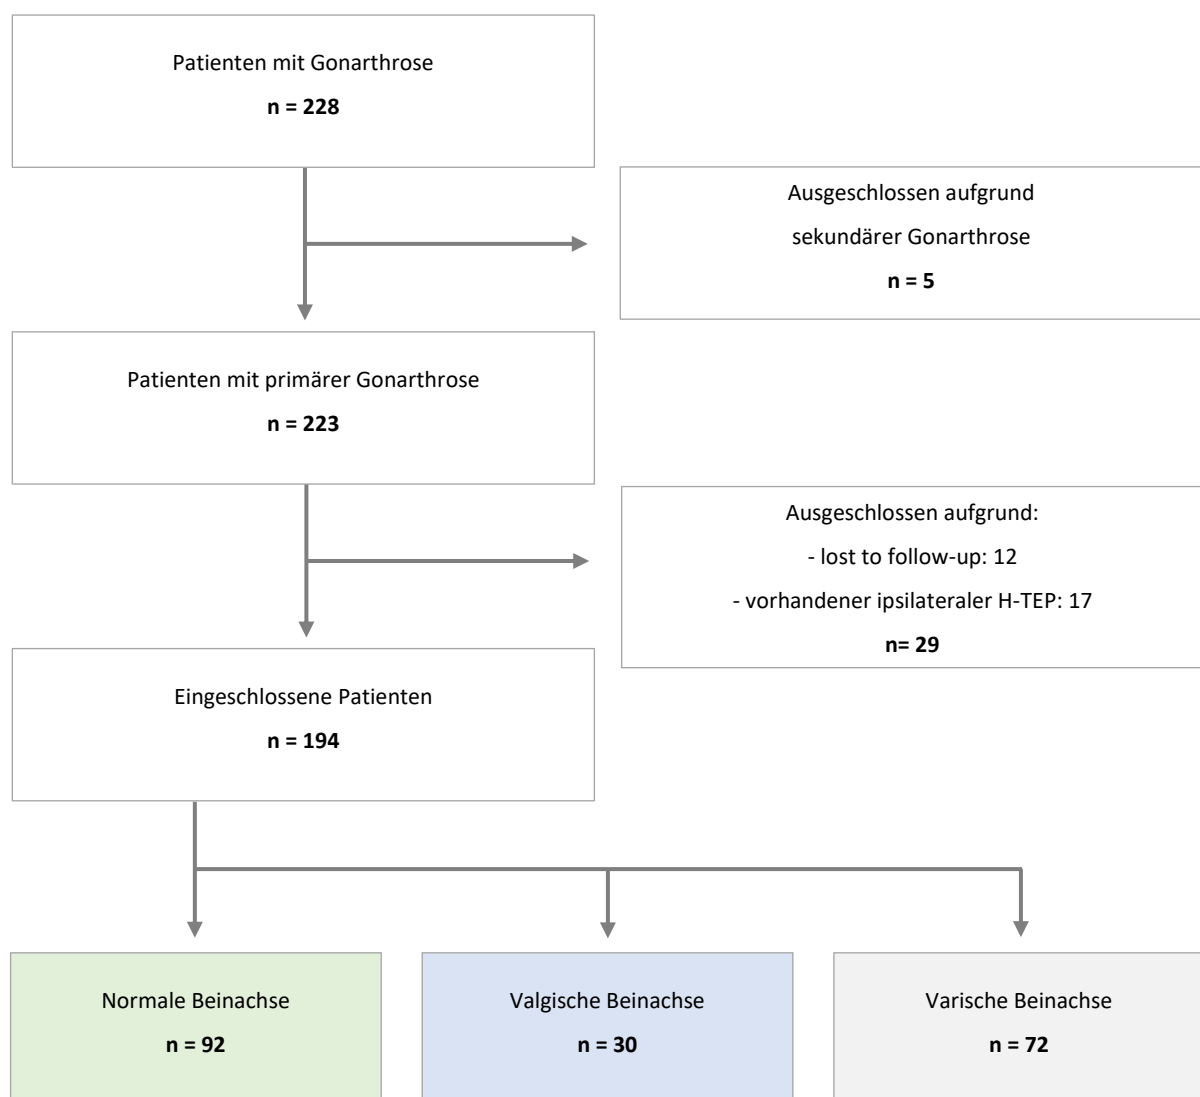 Patienten mit Gonarthrose
n = 228
Ausgeschlossen aufgrund
sekundärer Gonarthrose
n = 5
Patienten mit primärer Gonarthrose
n = 223
Ausgeschlossen aufgrund:
- lost to follow-up: 12
- vorhandener ipsilateraler H-TEP: 17
n= 29
Eingeschlossene Patienten
n = 194
Normale Beinachse
n = 92
Valgische Beinachse
n = 30
Varische Beinachse
n = 72